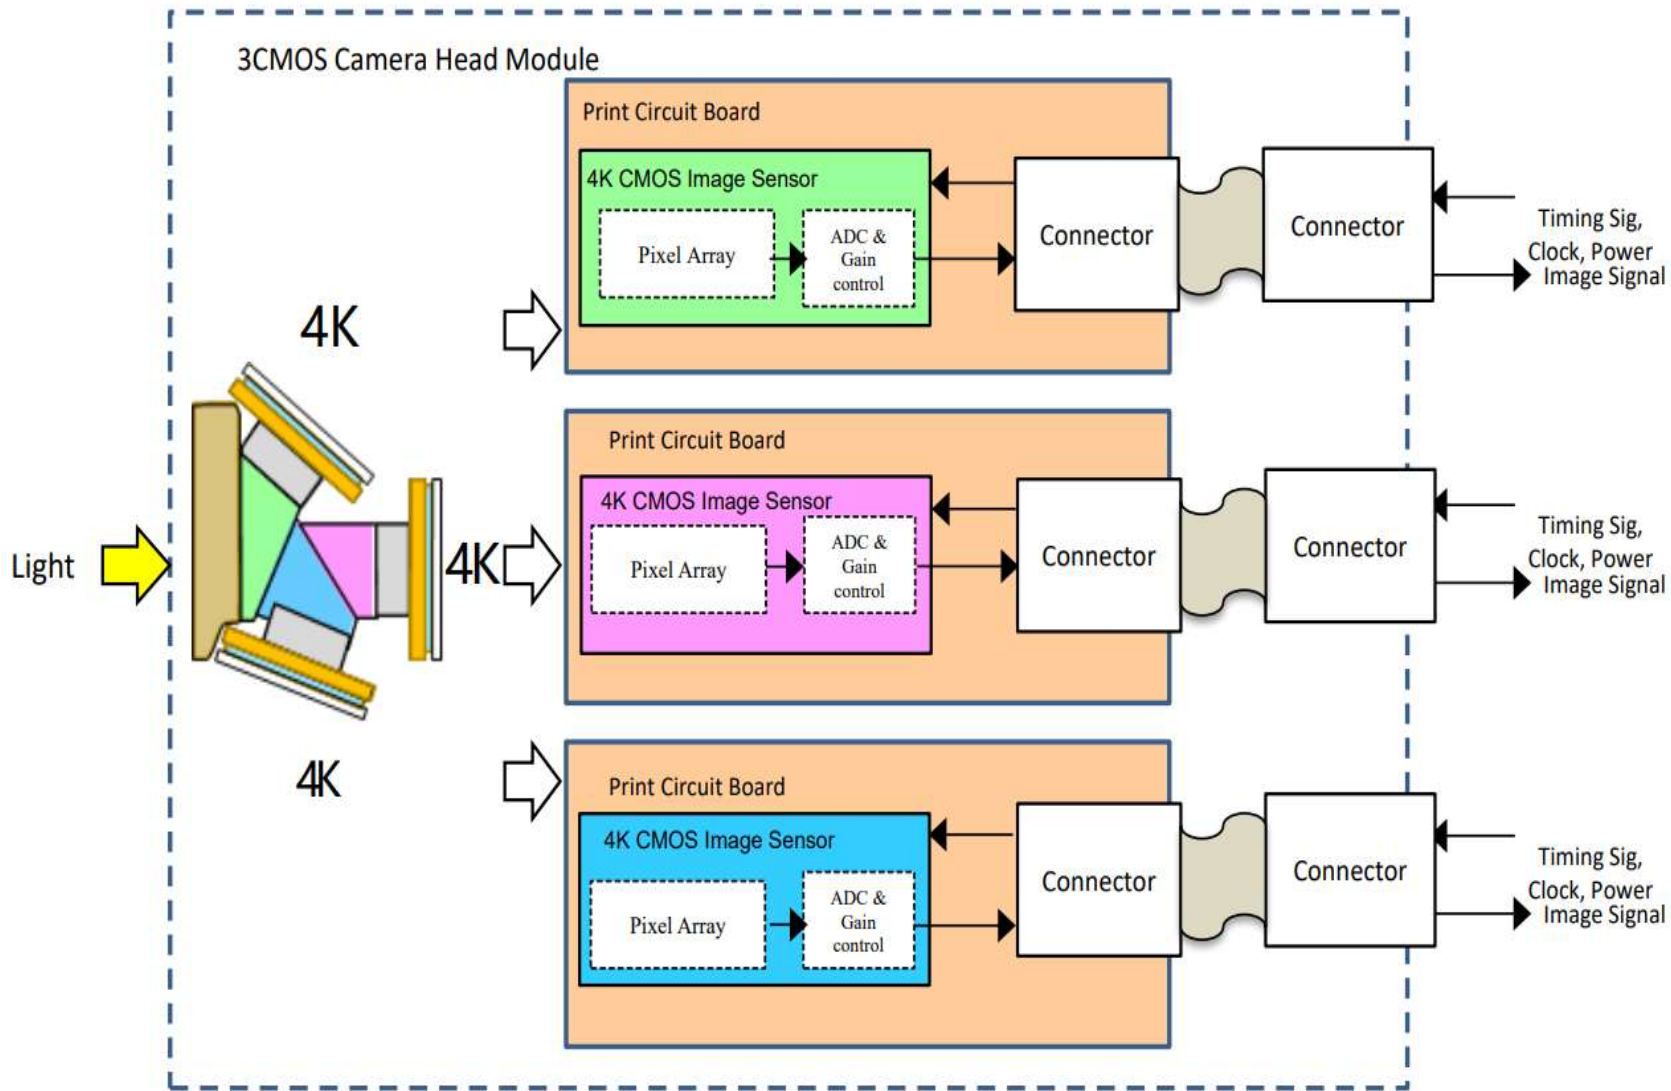 3CMOS Camera Head Module
Print Circuit Board
4K CMOS Image Sensor
Pixel Array
ADC &
Gain
control
Connector
Connector
Timing Sig,
Clock, Power
Image Signal
4K
Print Circuit Board
4K CMOS Image Sensor
Pixel Array
ADC &
Gain
control
Connector
Connector
Timing Sig,
Clock, Power
Image Signal
Light
4K
4K
Print Circuit Board
4K CMOS Image Sensor
Pixel Array
ADC &
Gain
control
Connector
Connector
Timing Sig,
Clock, Power
Image Signal